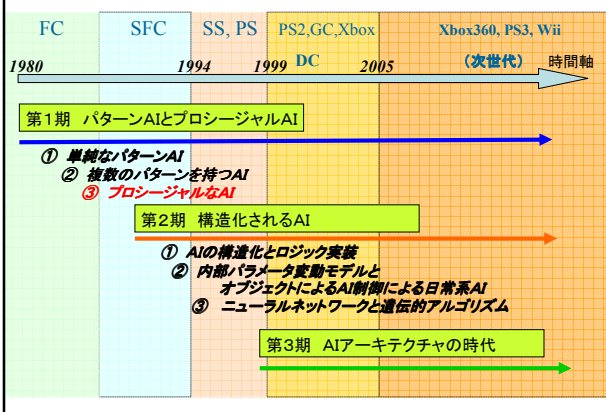 FC SFC SS, PS PS2,GC,Xbox Xbox360, PS3, Wii
DC (次世代) 時間軸
1980 1994 1999 2005
第1期 パターンAIとプロシージャルAI
① 単純なパターンAI
② 複数のパターンを持つAI
③ プロシージャルなAI
第2期 構造化されるAI
① AIの構造化とロジック実装
② 内部パラメータ変動モデルと
オブジェクトによるAI制御による日常系AI
③ ニューラルネットワークと遺伝的アルゴリズム
第3期 AIアーキテクチャの時代